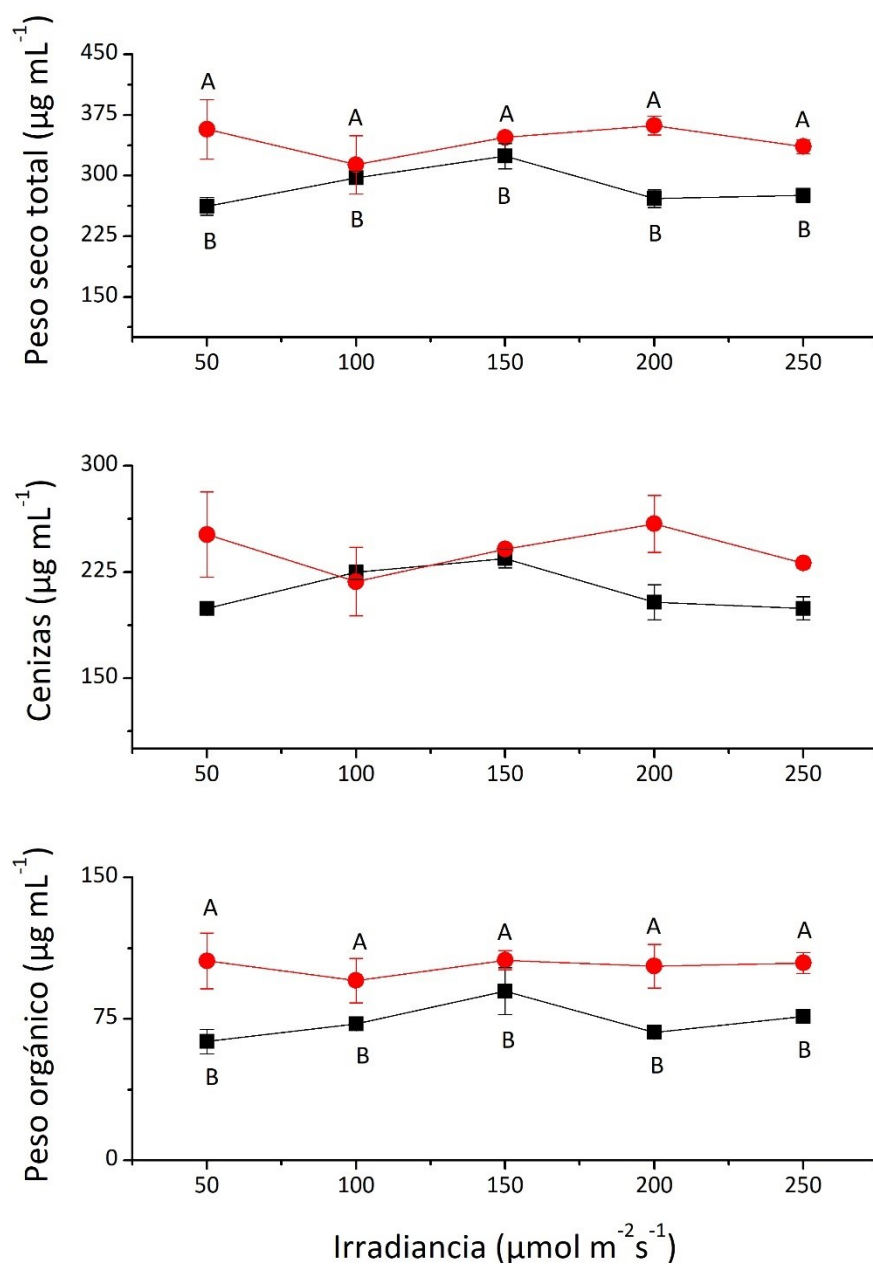 Peso seco total (µg mL⁻¹)
450
375
300
225
150
A A A A A
B B B B B
50 100 150 200 250
Cenizas (µg mL⁻¹)
300
225
150
50 100 150 200 250
Peso orgánico (µg mL⁻¹)
150
75
0
A A A A A
B B B B B
50 100 150 200 250
Irradiancia (µmol m⁻²s⁻¹)